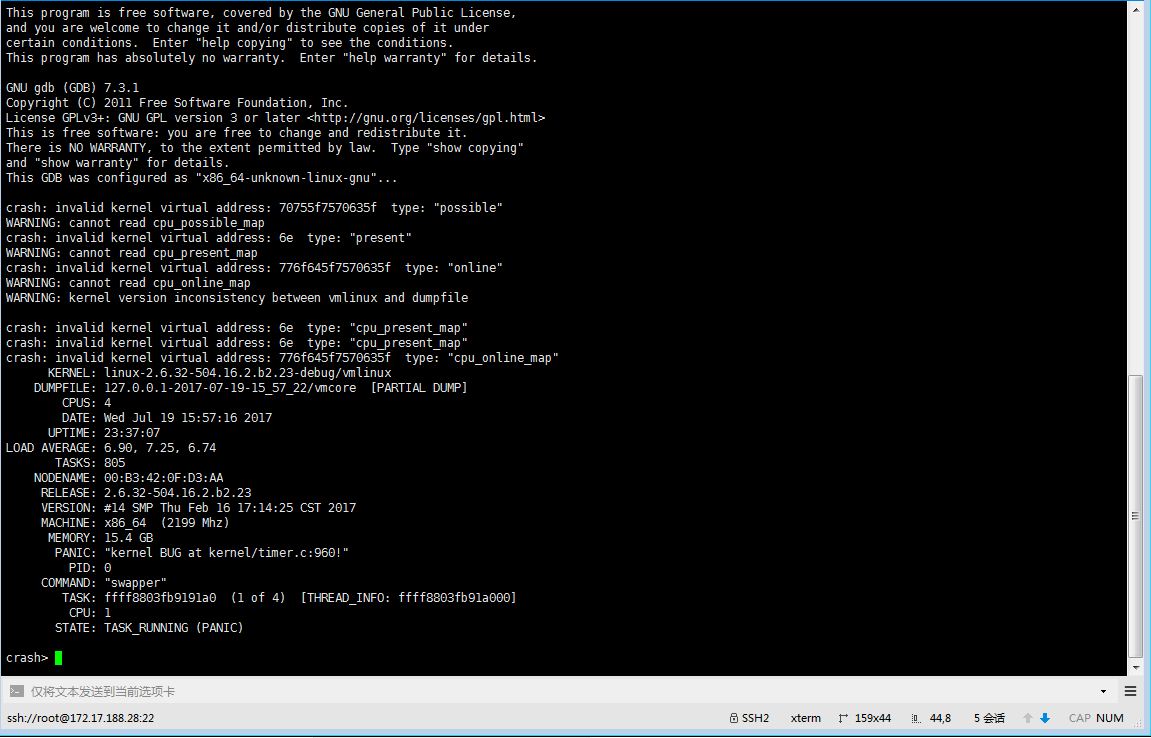 This program is free software, covered by the GNU General Public License,
and you are welcome to change it and/or distribute copies of it under
certain conditions.  Enter "help copying" to see the conditions.
This program has absolutely no warranty.  Enter "help warranty" for details.

GNU gdb (GDB) 7.3.1
Copyright (C) 2011 Free Software Foundation, Inc.
License GPLv3+: GNU GPL version 3 or later <http://gnu.org/licenses/gpl.html>
This is free software: you are free to change and redistribute it.
There is NO WARRANTY, to the extent permitted by law.  Type "show copying"
and "show warranty" for details.
This GDB was configured as "x86_64-unknown-linux-gnu"...

crash: invalid kernel virtual address: 70755f7570635f  type: "possible"
WARNING: cannot read cpu_possible_map
crash: invalid kernel virtual address: 6e  type: "present"
WARNING: cannot read cpu_present_map
crash: invalid kernel virtual address: 776f645f7570635f  type: "online"
WARNING: cannot read cpu_online_map
WARNING: kernel version inconsistency between vmlinux and dumpfile

crash: invalid kernel virtual address: 6e  type: "cpu_present_map"
crash: invalid kernel virtual address: 6e  type: "cpu_present_map"
crash: invalid kernel virtual address: 776f645f7570635f  type: "cpu_online_map"
KERNEL: linux-2.6.32-504.16.2.b2.23-debug/vmlinux
DUMPFILE: 127.0.0.1-2017-07-19-15_57_22/vmcore  [PARTIAL DUMP]
CPUS: 4
DATE: Wed Jul 19 15:57:16 2017
UPTIME: 23:37:07
LOAD AVERAGE: 6.90, 7.25, 6.74
TASKS: 805
NODENAME: 00:B3:42:0F:D3:AA
RELEASE: 2.6.32-504.16.2.b2.23
VERSION: #14 SMP Thu Feb 16 17:14:25 CST 2017
MACHINE: x86_64  (2199 Mhz)
MEMORY: 15.4 GB
PANIC: "kernel BUG at kernel/timer.c:960!"
PID: 0
COMMAND: "swapper"
TASK: ffff8803fb9191a0  (1 of 4)  [THREAD_INFO: ffff8803fb91a000]
CPU: 1
STATE: TASK_RUNNING (PANIC)

crash>
仅将文本发送到当前选项卡
ssh://root@172.17.188.28:22 SSH2 xterm 159x44 44,8 5 会话 CAP NUM